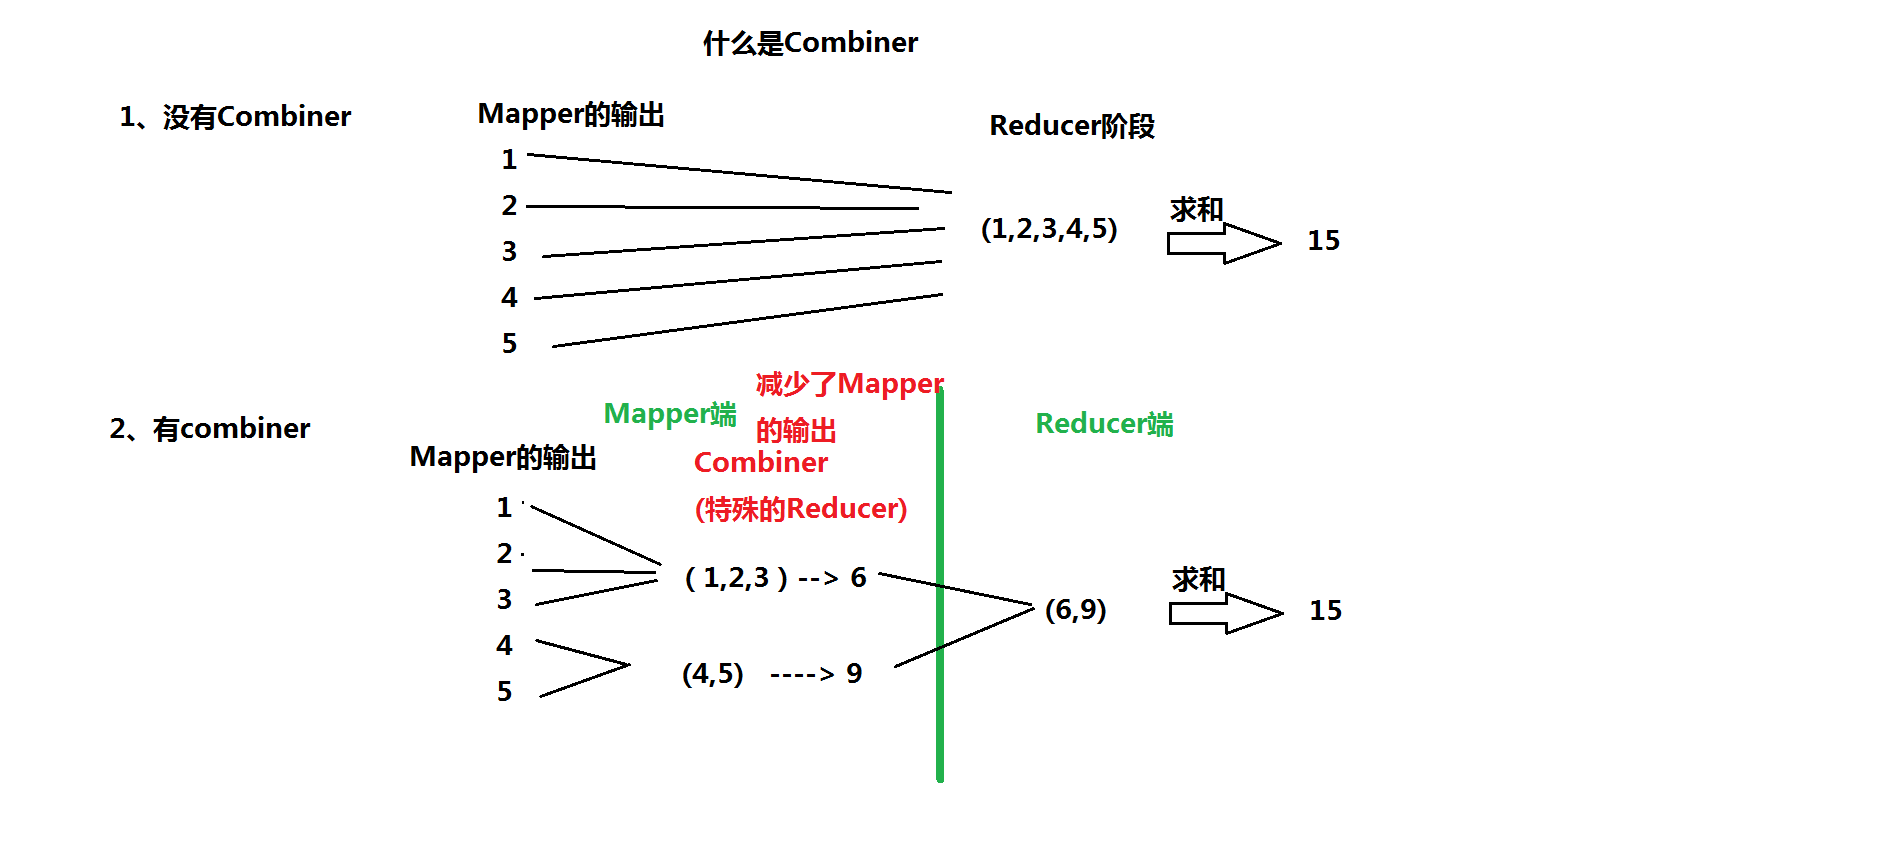 什么是Combiner
1、没有Combiner
Mapper的输出
Reducer阶段
1
2
3
4
5
(1,2,3,4,5)
求和
15
2、有combiner
Mapper端
减少了Mapper
的输出
Reducer端
Mapper的输出
Combiner
(特殊的Reducer)
1
2
3
4
5
( 1,2,3 ) --> 6
(4,5) ----> 9
(6,9)
求和
15